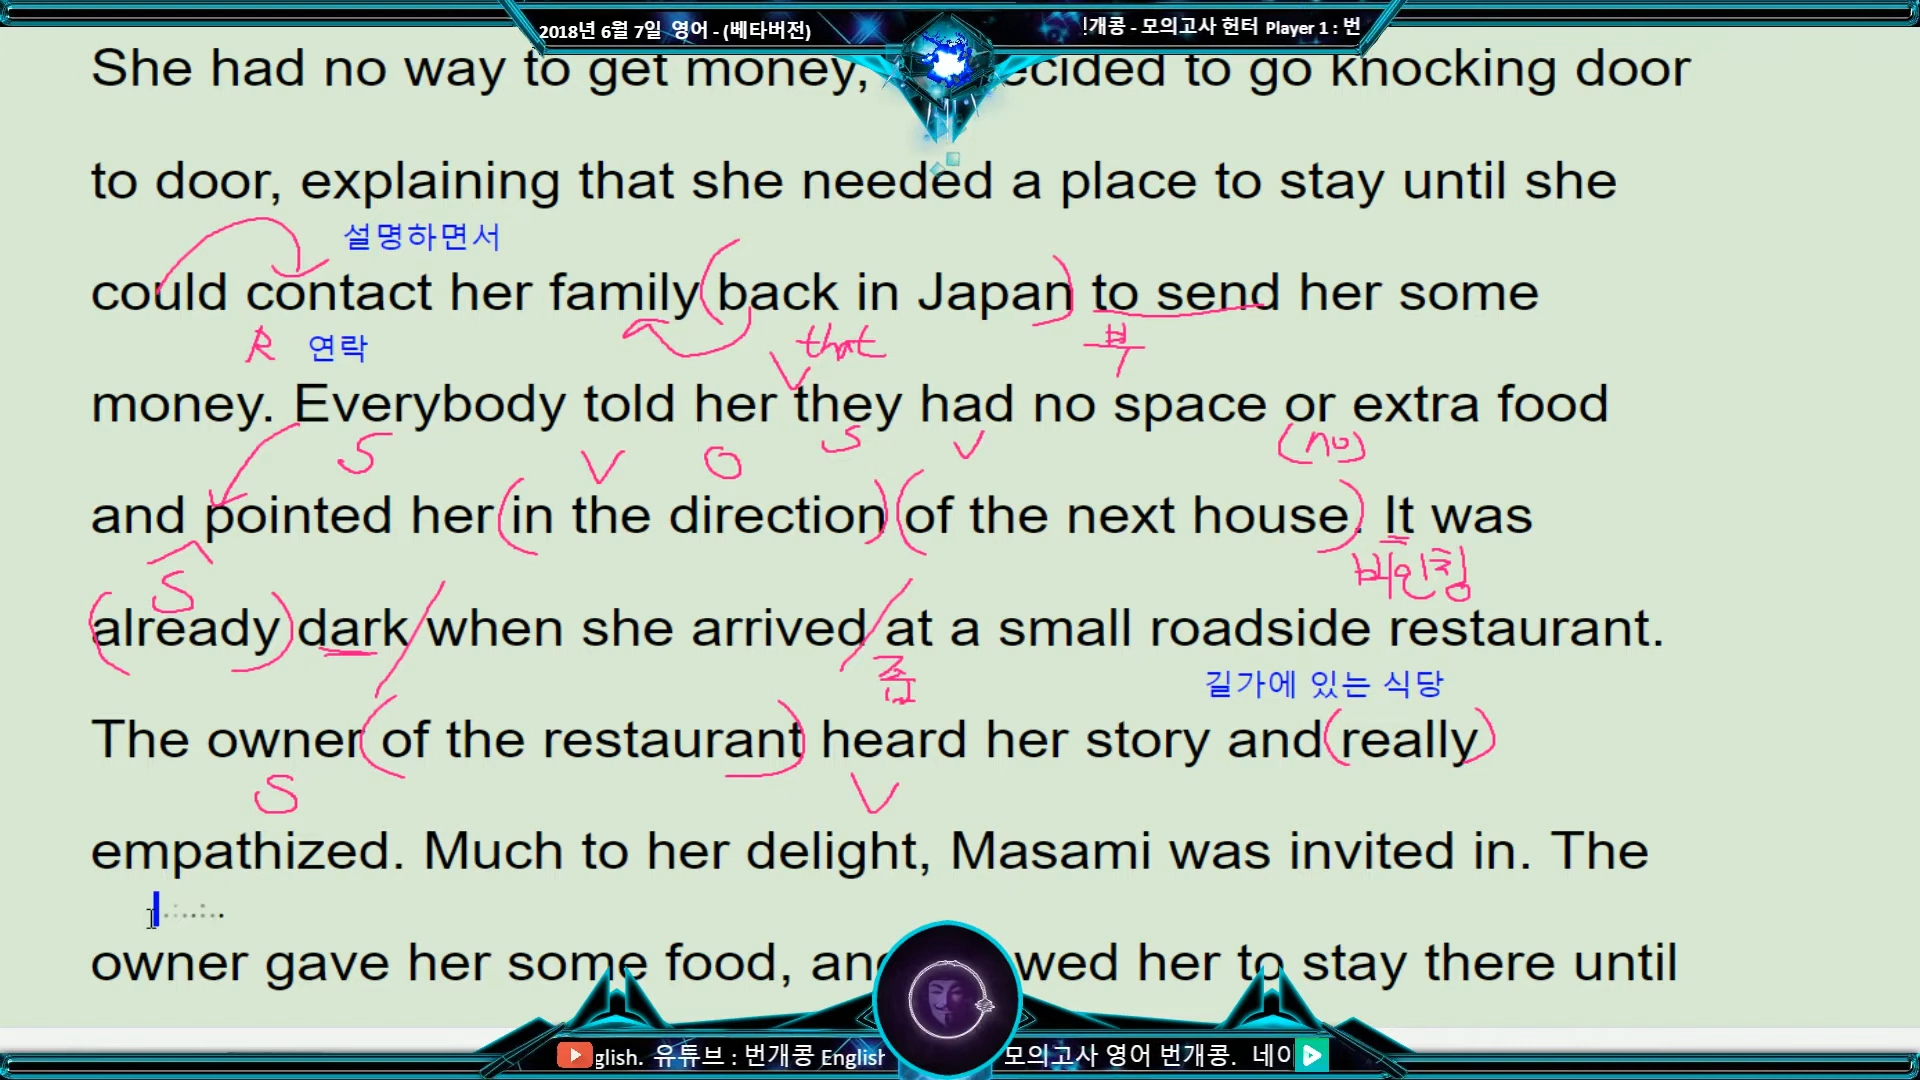 2018년 6월 7일 영어 - (베타버전)
개콩 - 모의고사 헌터 Player 1 : 번
She had no way to get money, ecided to go knocking door
to door, explaining that she needed a place to stay until she
설명하면서
could contact her family back in Japan to send her some
R 연락 that 부
money. Everybody told her they had no space or extra food
S V O S V (no)
and pointed her in the direction of the next house. It was
S 비인칭
already dark when she arrived at a small roadside restaurant.
길가에 있는 식당
The owner of the restaurant heard her story and really
S V
empathized. Much to her delight, Masami was invited in. The
owner gave her some food, and wed her to stay there until
glish. 유튜브 : 번개콩 English
모의고사 영어 번개콩. 네이